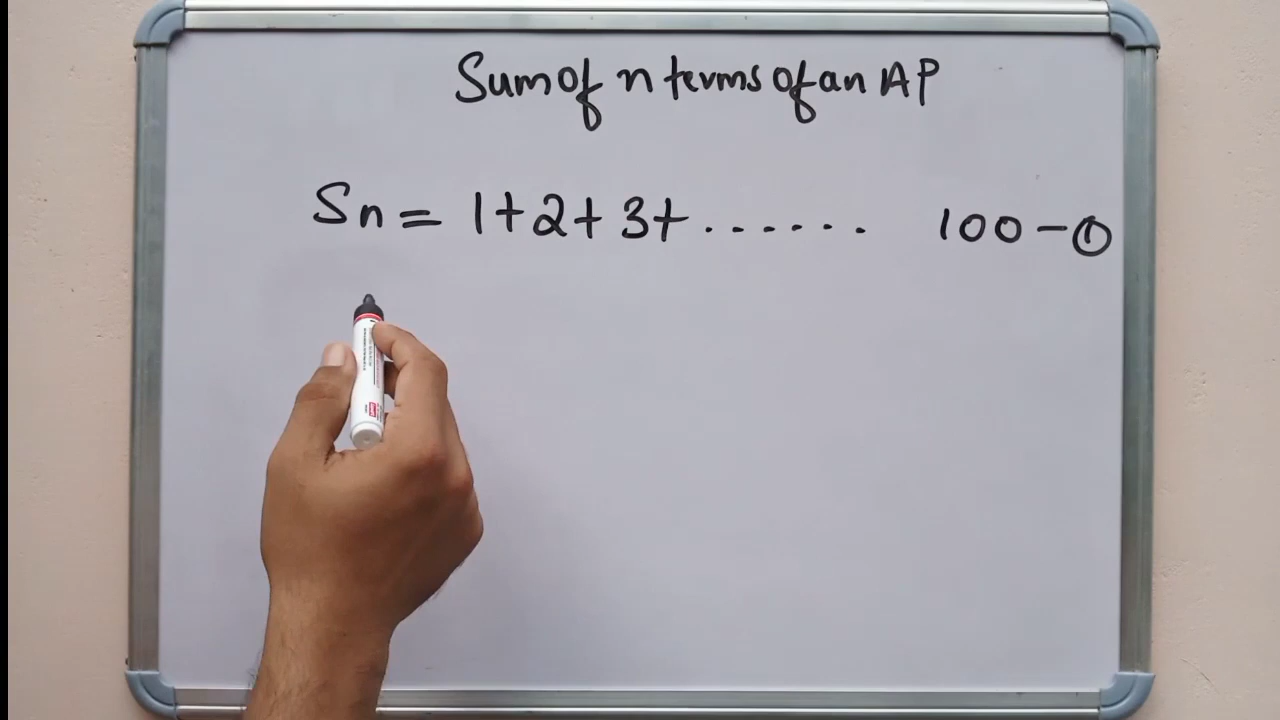 Sum of n terms of an AP
Sn = 1+2+3+....... 100 - ①